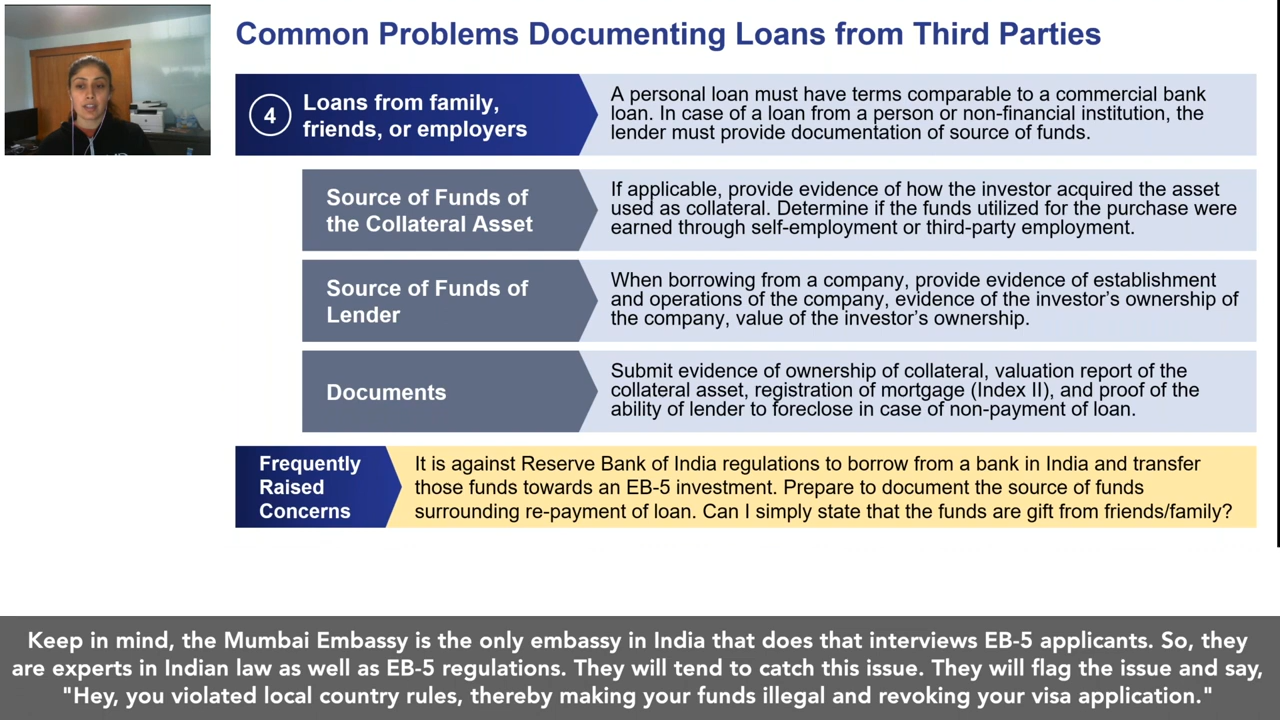 Common Problems Documenting Loans from Third Parties
4
Loans from family,
friends, or employers
A personal loan must have terms comparable to a commercial bank
loan. In case of a loan from a person or non-financial institution, the
lender must provide documentation of source of funds.
Source of Funds of
the Collateral Asset
If applicable, provide evidence of how the investor acquired the asset
used as collateral. Determine if the funds utilized for the purchase were
earned through self-employment or third-party employment.
Source of Funds of
Lender
When borrowing from a company, provide evidence of establishment
and operations of the company, evidence of the investor’s ownership of
the company, value of the investor’s ownership.
Documents
Submit evidence of ownership of collateral, valuation report of the
collateral asset, registration of mortgage (Index II), and proof of the
ability of lender to foreclose in case of non-payment of loan.
Frequently
Raised
Concerns
It is against Reserve Bank of India regulations to borrow from a bank in India and transfer
those funds towards an EB-5 investment. Prepare to document the source of funds
surrounding re-payment of loan. Can I simply state that the funds are gift from friends/family?
Keep in mind, the Mumbai Embassy is the only embassy in India that does that interviews EB-5 applicants. So, they
are experts in Indian law as well as EB-5 regulations. They will tend to catch this issue. They will flag the issue and say,
"Hey, you violated local country rules, thereby making your funds illegal and revoking your visa application."